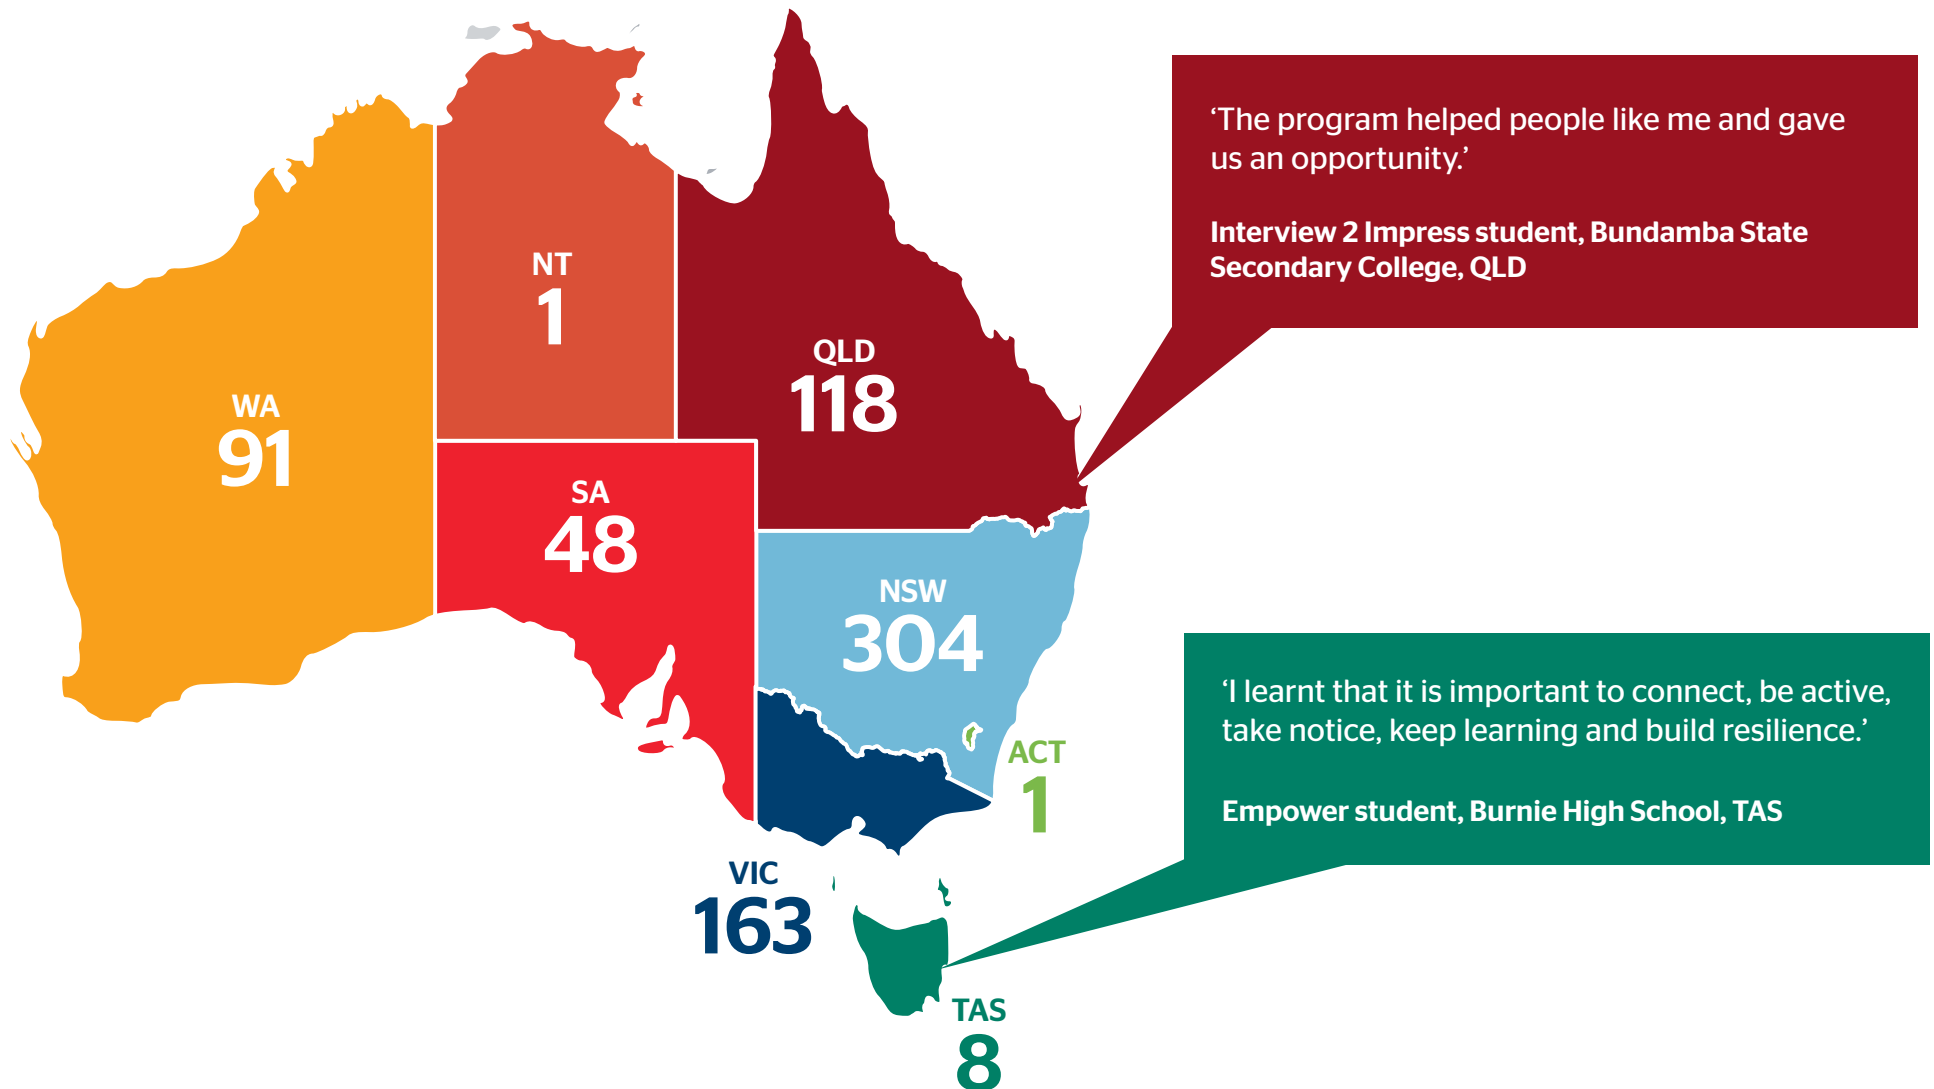 ‘The program helped people like me and gave
us an opportunity.’
Interview 2 Impress student, Bundamba State
Secondary College, QLD
NT
1
QLD
118
WA
91
SA
48
NSW
304
ACT
1
‘I learnt that it is important to connect, be active,
take notice, keep learning and build resilience.’
Empower student, Burnie High School, TAS
VIC
163
TAS
8